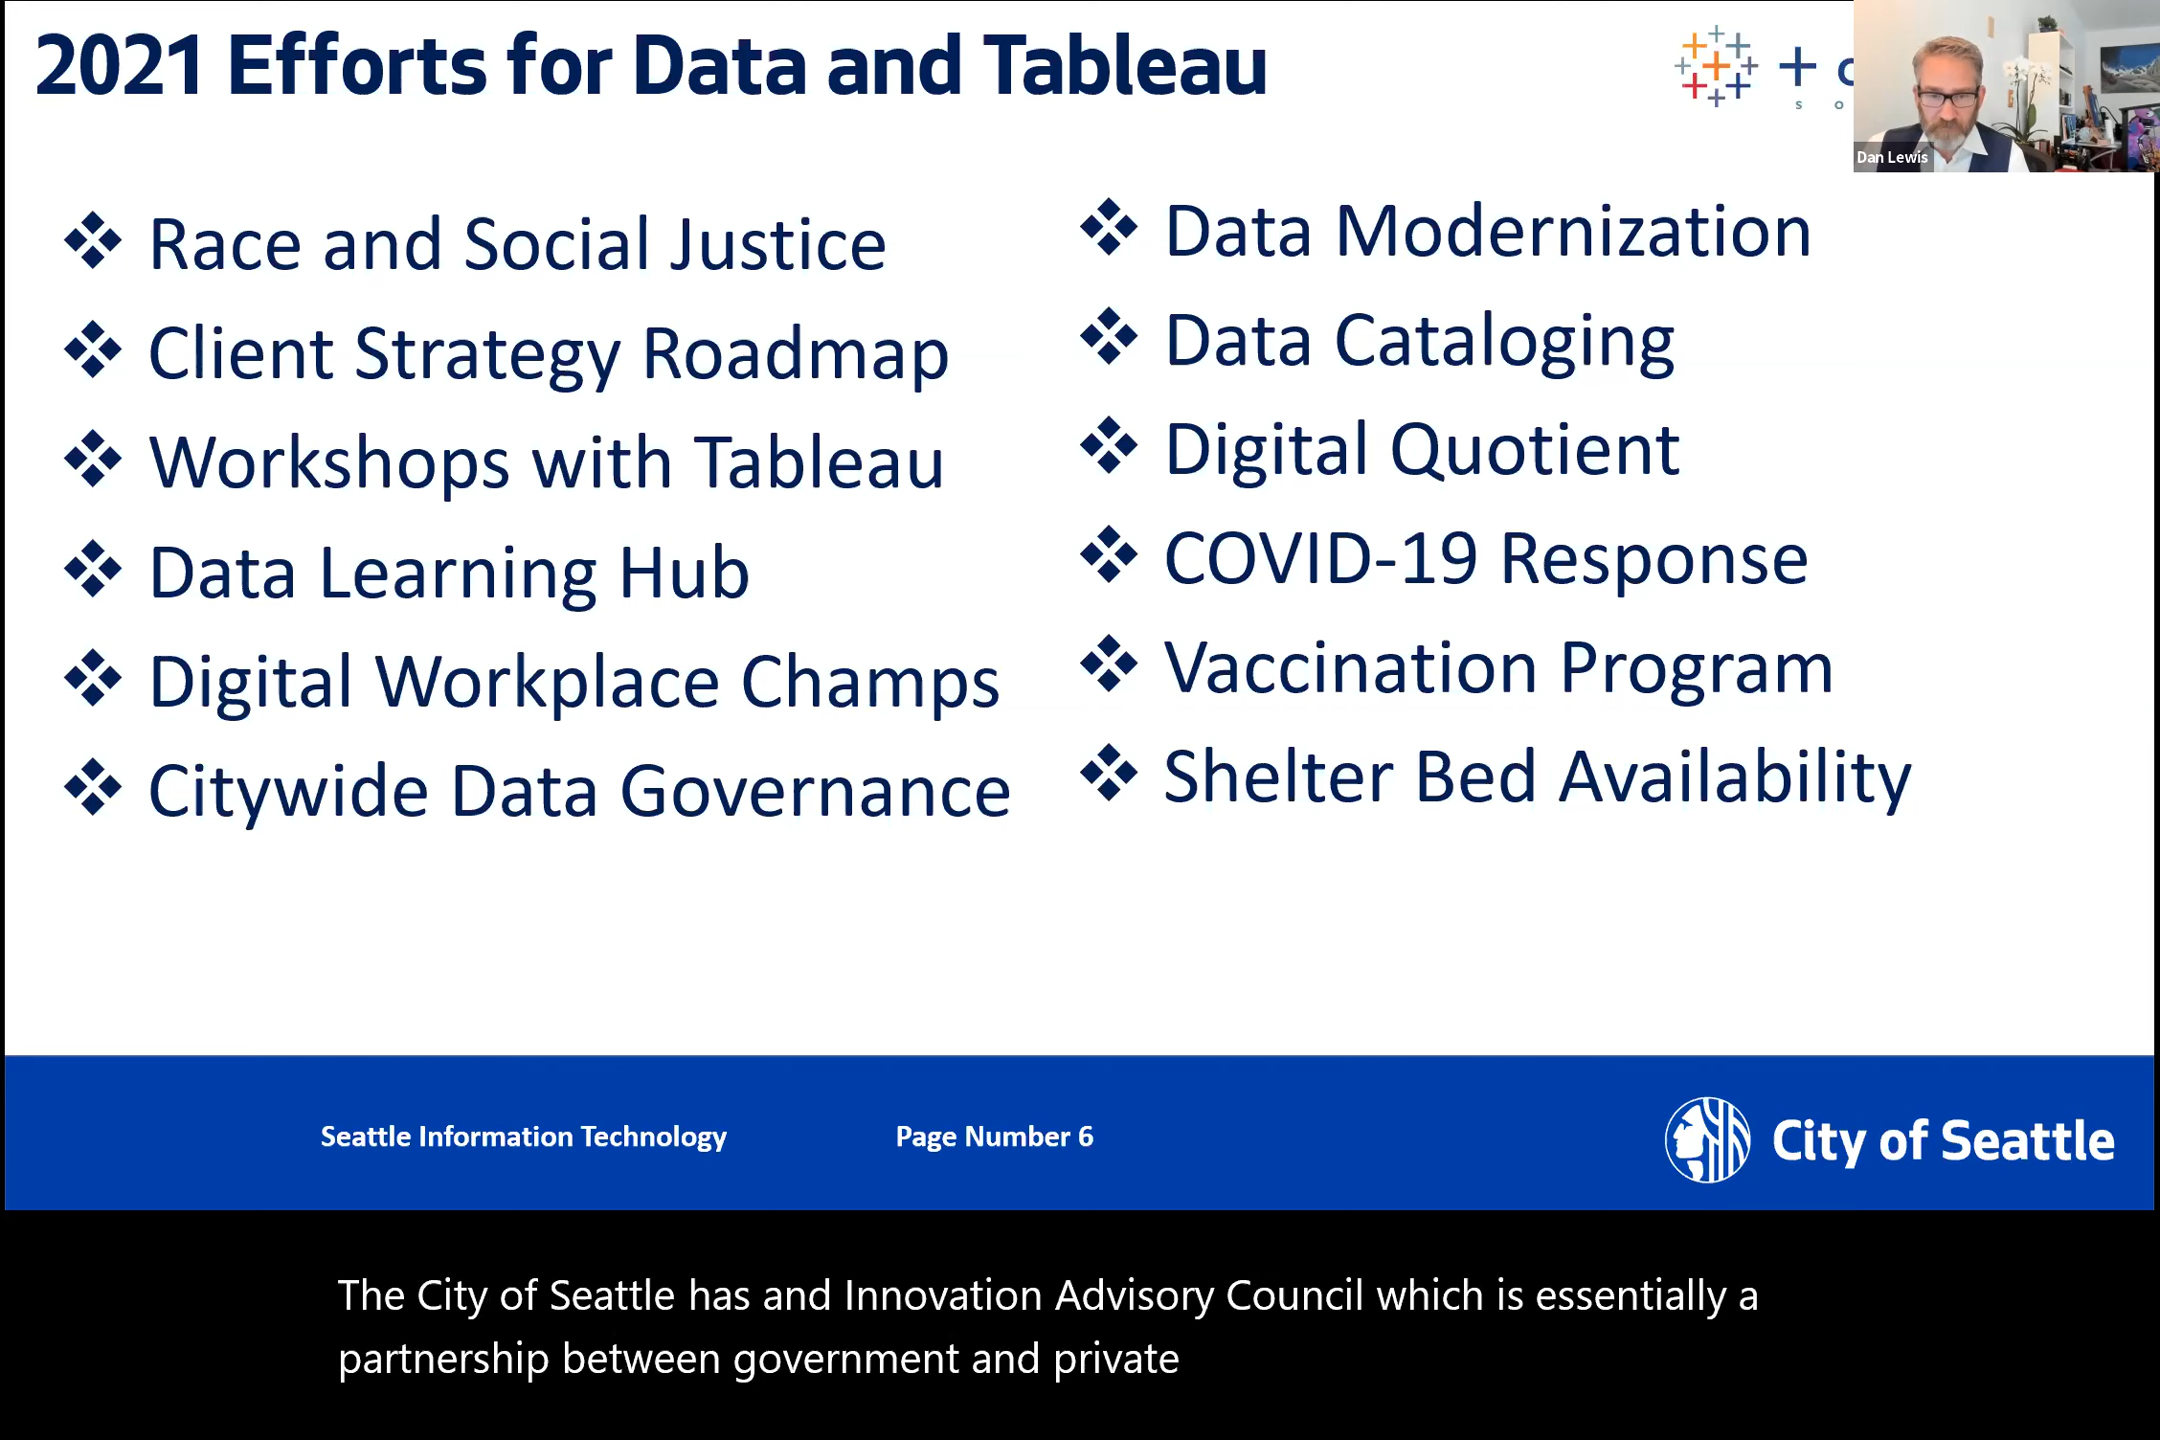 2021 Efforts for Data and Tableau
Dan Lewis
Race and Social Justice
Client Strategy Roadmap
Workshops with Tableau
Data Learning Hub
Digital Workplace Champs
Citywide Data Governance
Data Modernization
Data Cataloging
Digital Quotient
COVID-19 Response
Vaccination Program
Shelter Bed Availability
Seattle Information Technology
Page Number 6
City of Seattle
The City of Seattle has and Innovation Advisory Council which is essentially a
partnership between government and private